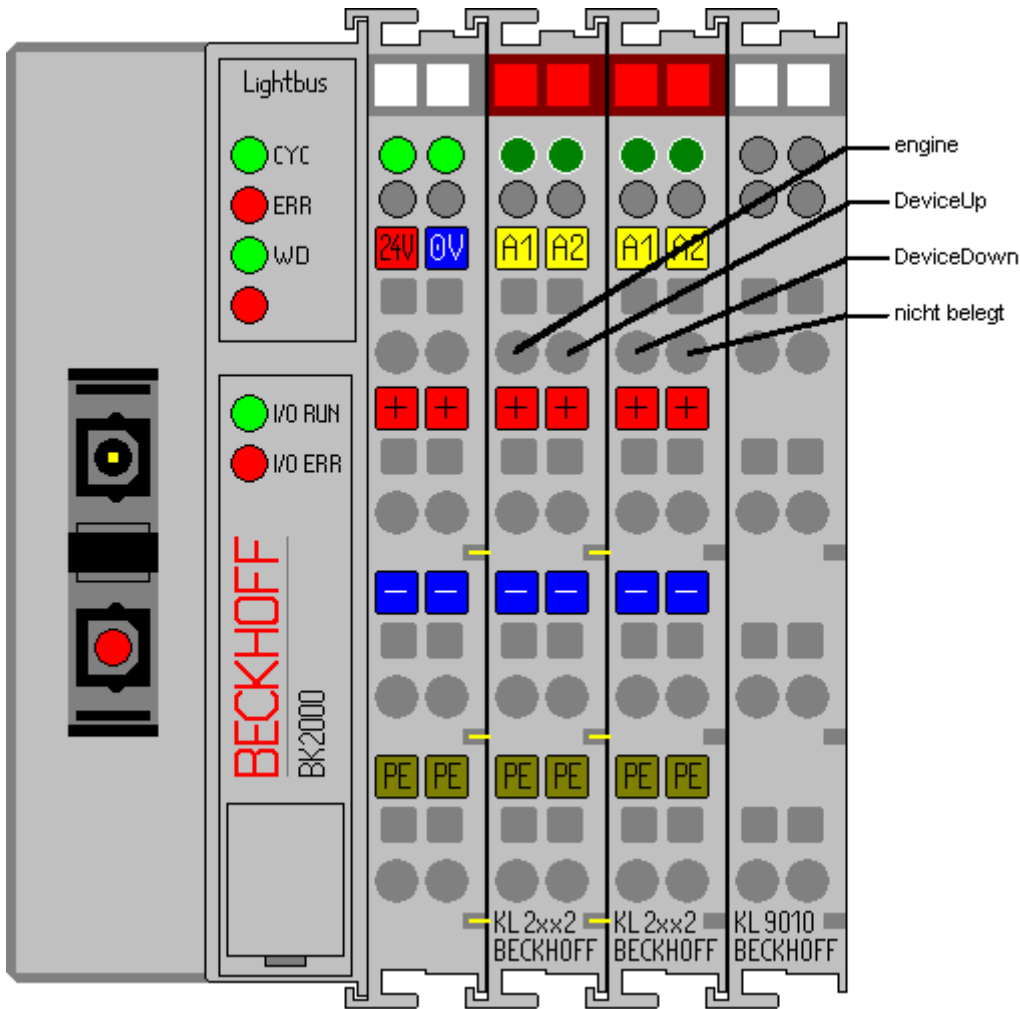 Lightbus
CYC
ERR
WD
I/O RUN
I/O ERR
BECKHOFF
BK2000
24V 0V A1 A2 A1 A2
+ + + + + +
— — — — — —
PE PE PE PE PE PE
KL 2xx2 KL 2xx2 KL 9010
BECKHOFF BECKHOFF BECKHOFF
engine
DeviceUp
DeviceDown
nicht belegt